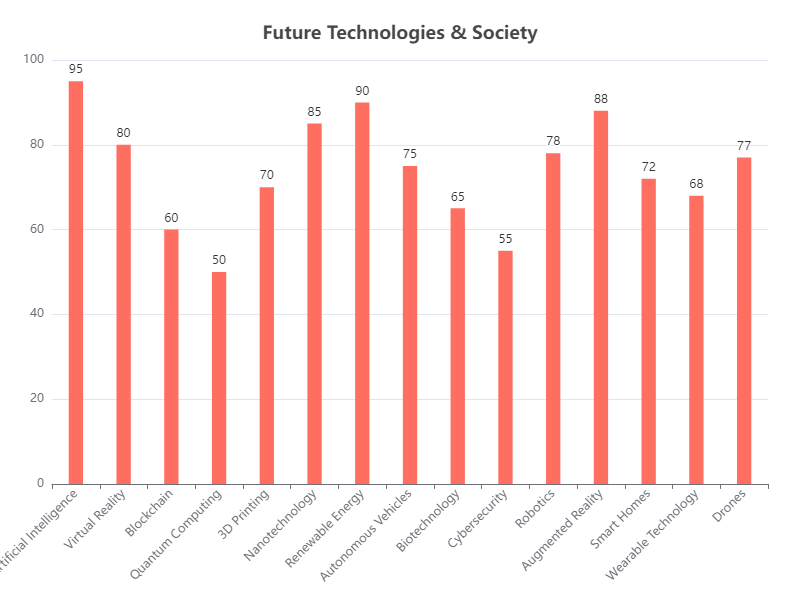 Future Technologies & Society
100
80
60
40
20
0
95
80
60
50
70
85
90
75
65
55
78
88
72
68
77
Intelligence
Virtual Reality
Blockchain
Quantum Computing
3D Printing
Nanotechnology
Renewable Energy
Autonomous Vehicles
Biotechnology
Cybersecurity
Robotics
Augmented Reality
Smart Homes
Wearable Technology
Drones